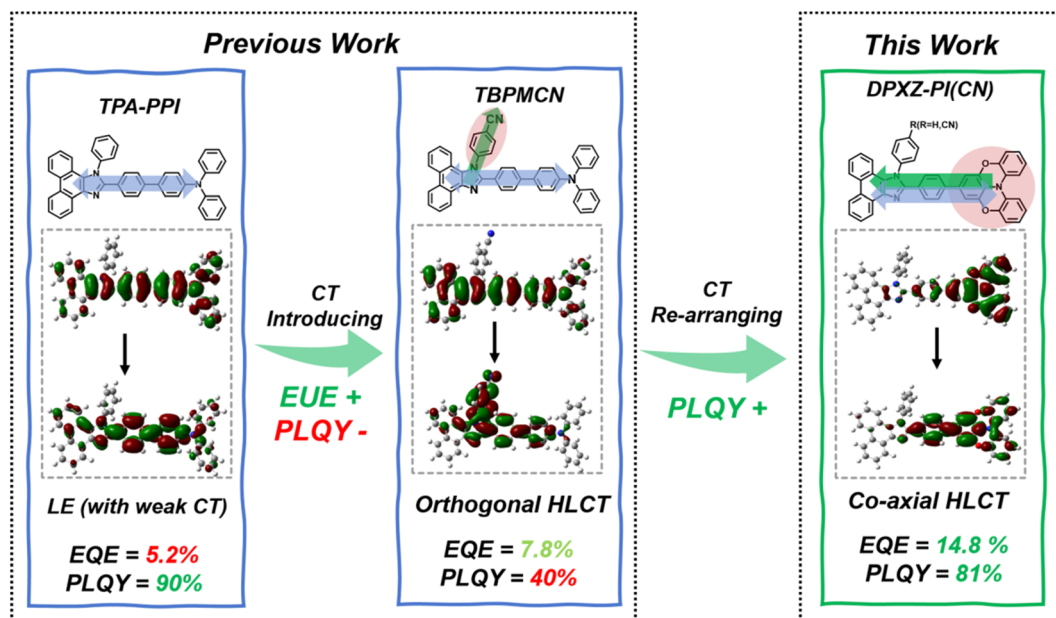 Previous Work
This Work
TPA-PPI
TBPMCN
DPXZ-PI(CN)
CN
R(R=H,CN)
N
N
N
N
N
N
N
N
O
N
O
N
CT
Introducing
EUE +
PLQY -
CT
Re-arranging
PLQY +
LE (with weak CT)
EQE = 5.2%
PLQY = 90%
Orthogonal HLCT
EQE = 7.8%
PLQY = 40%
Co-axial HLCT
EQE = 14.8 %
PLQY = 81%